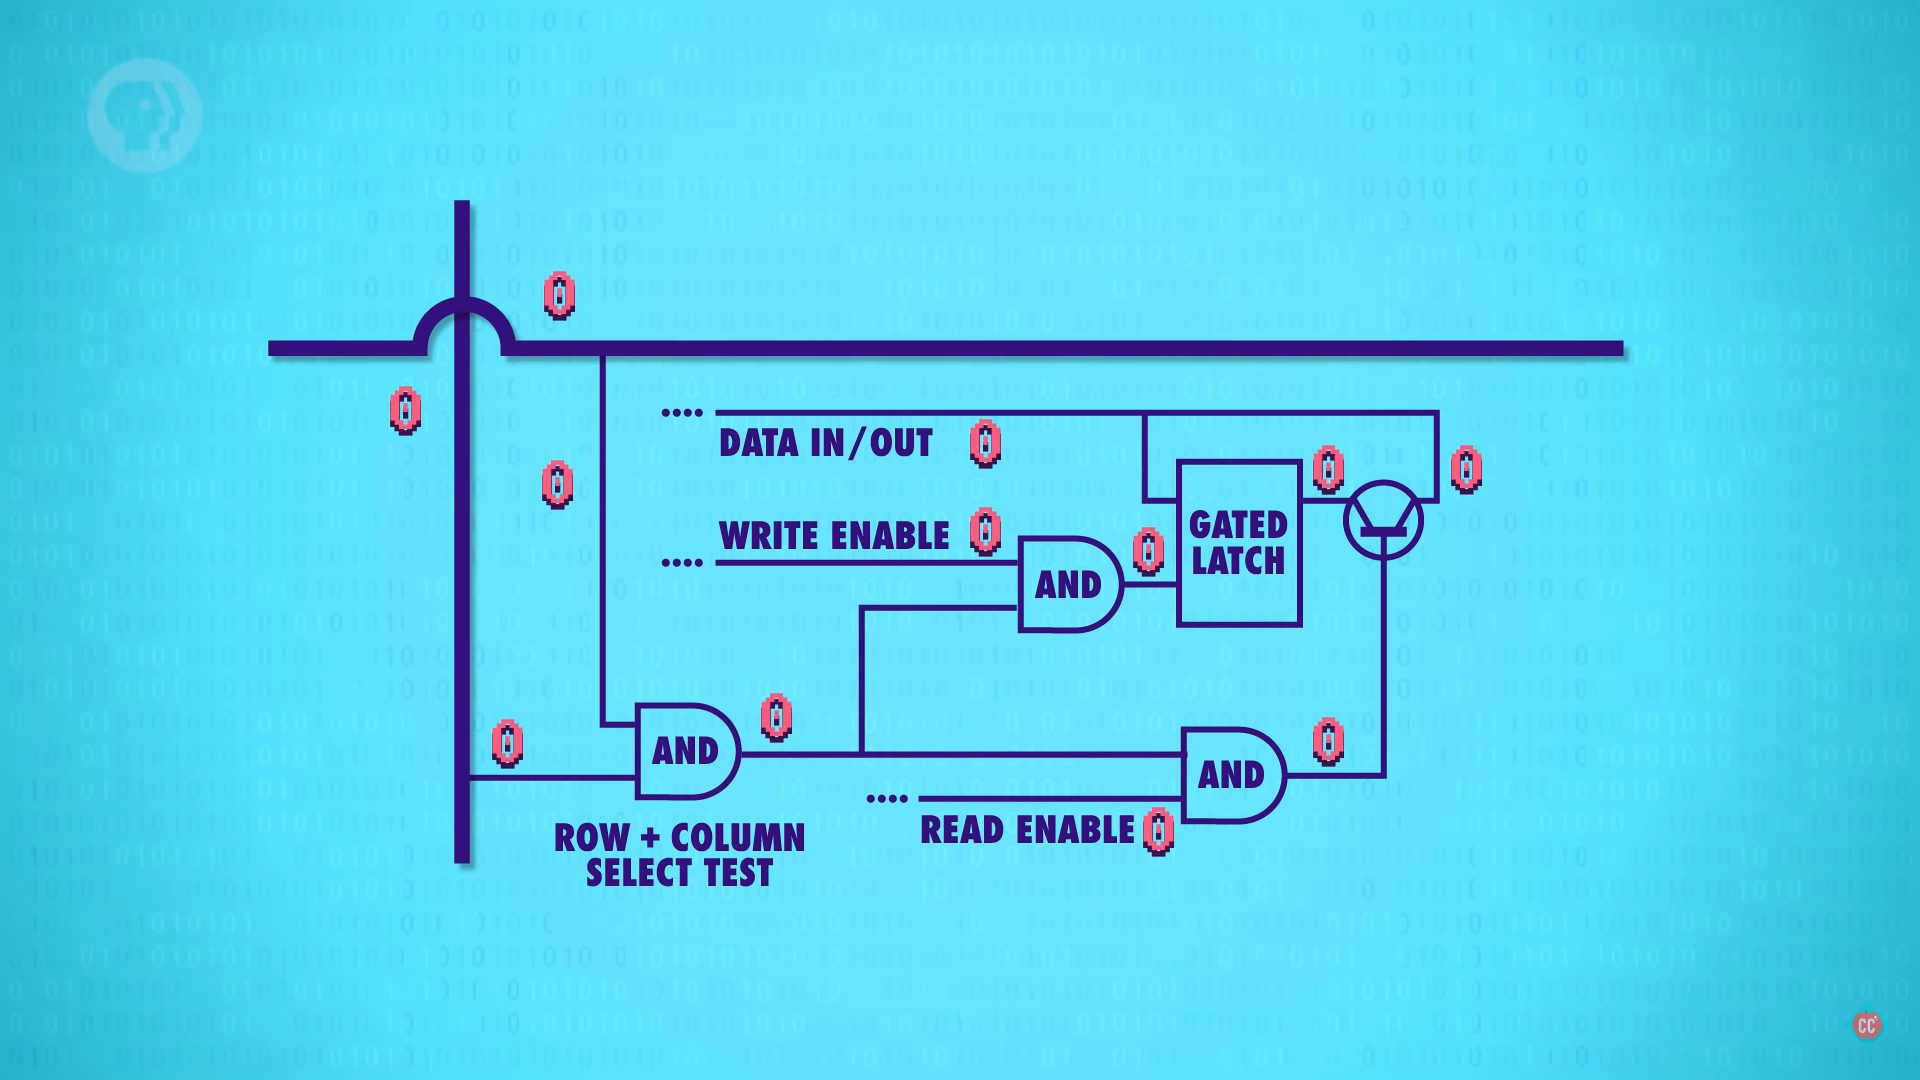 0
0
DATA IN/OUT 0
0
0
0
WRITE ENABLE 0
0
GATED
LATCH
AND
0
0
0
AND
AND
READ ENABLE 0
ROW + COLUMN
SELECT TEST
CC